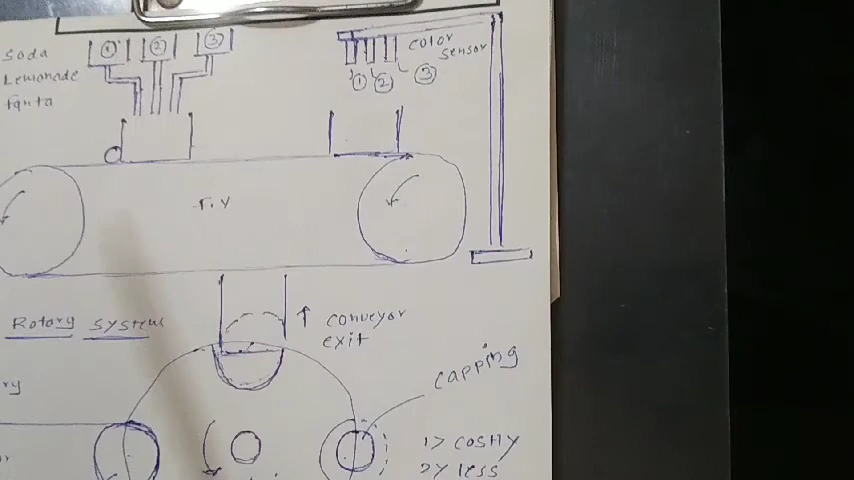 Soda
Lemonade
fanta
① ② ③
color
sensor
① ② ③
Rotary systems
↑ conveyor
exit
capping
ry
1> costly
2> less